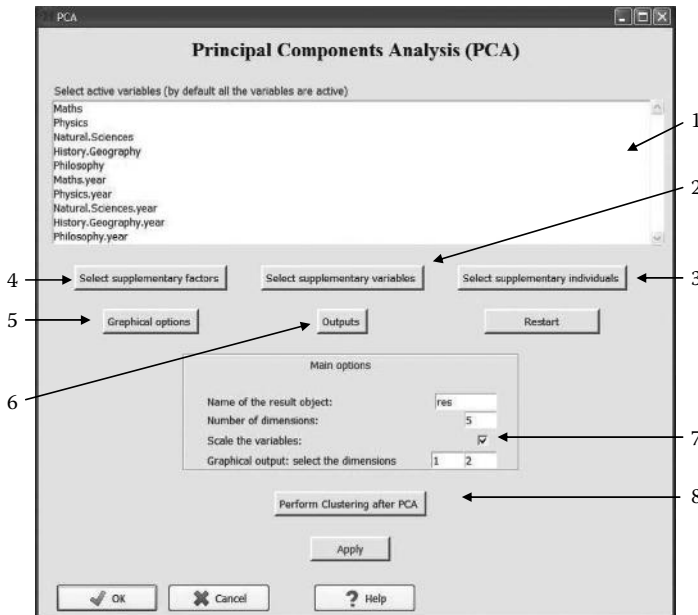 PCA
Principal Components Analysis (PCA)
Select active variables (by default all the variables are active)
Maths
Physics
Natural.Sciences
History.Geography
Philosophy
Maths.year
Physics.year
Natural.Sciences.year
History.Geography.year
Philosophy.year
1
2
4 Select supplementary factors Select supplementary variables Select supplementary individuals 3
5 Graphical options Outputs Restart
Main options
6
Name of the result object: res
Number of dimensions: 5
Scale the variables: 7
Graphical output: select the dimensions 1 2
Perform Clustering after PCA 8
Apply
OK Cancel ? Help